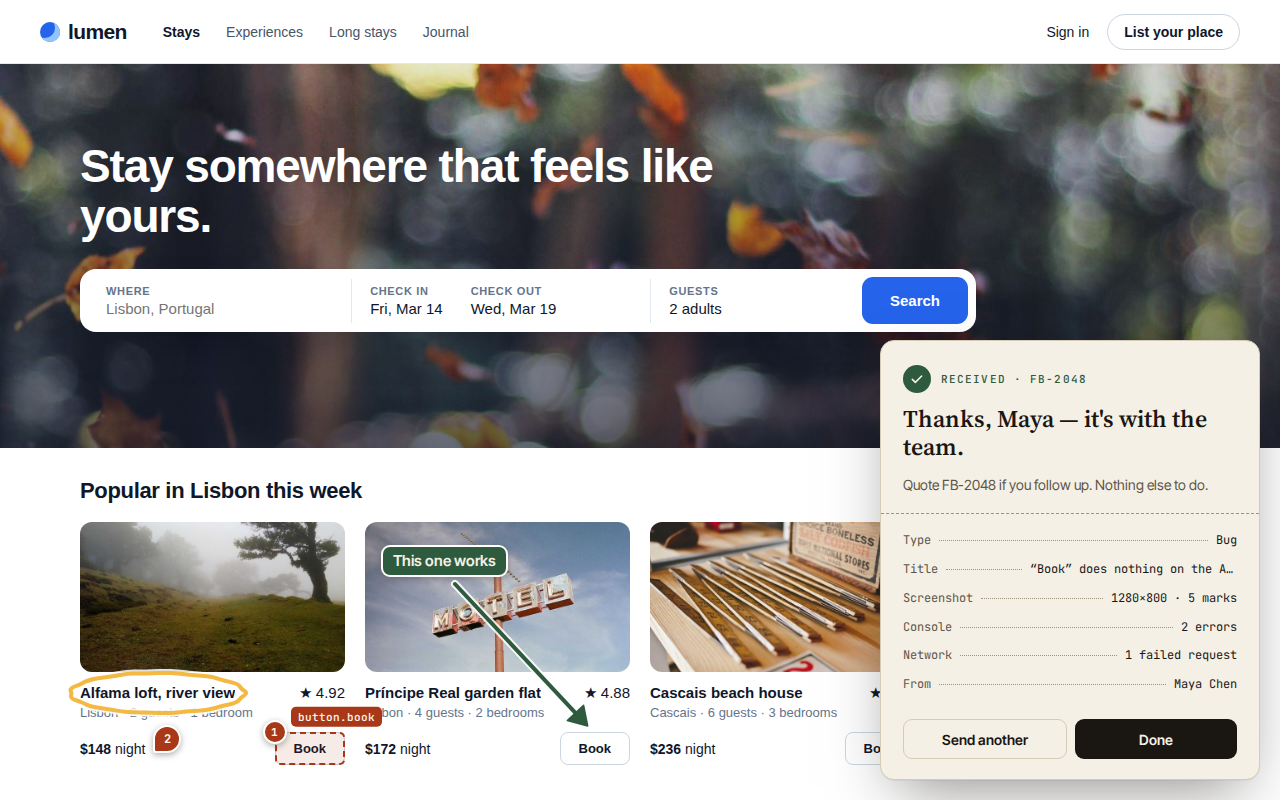 lumen
Stays
Experiences
Long stays
Journal
Sign in
List your place
Stay somewhere that feels like
yours.
WHERE
Lisbon, Portugal
CHECK IN
Fri, Mar 14
CHECK OUT
Wed, Mar 19
GUESTS
2 adults
Search
Popular in Lisbon this week
This one works
MOTEL
Alfama loft, river view
★ 4.92
1 bedroom
$148 night
2
1
button.book
Book
Príncipe Real garden flat
★ 4.88
· 4 guests · 2 bedrooms
$172 night
Book
Cascais beach house
★
Cascais · 6 guests · 3 bedrooms
$236 night
RECEIVED · FB-2048
Thanks, Maya — it's with the
team.
Quote FB-2048 if you follow up. Nothing else to do.
Type Bug
Title “Book” does nothing on the A…
Screenshot 1280×800 · 5 marks
Console 2 errors
Network 1 failed request
From Maya Chen
Send another
Done